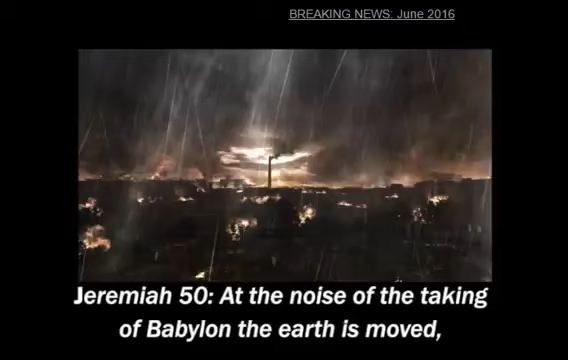 BREAKING NEWS: June 2016
Jeremiah 50: At the noise of the taking
of Babylon the earth is moved,